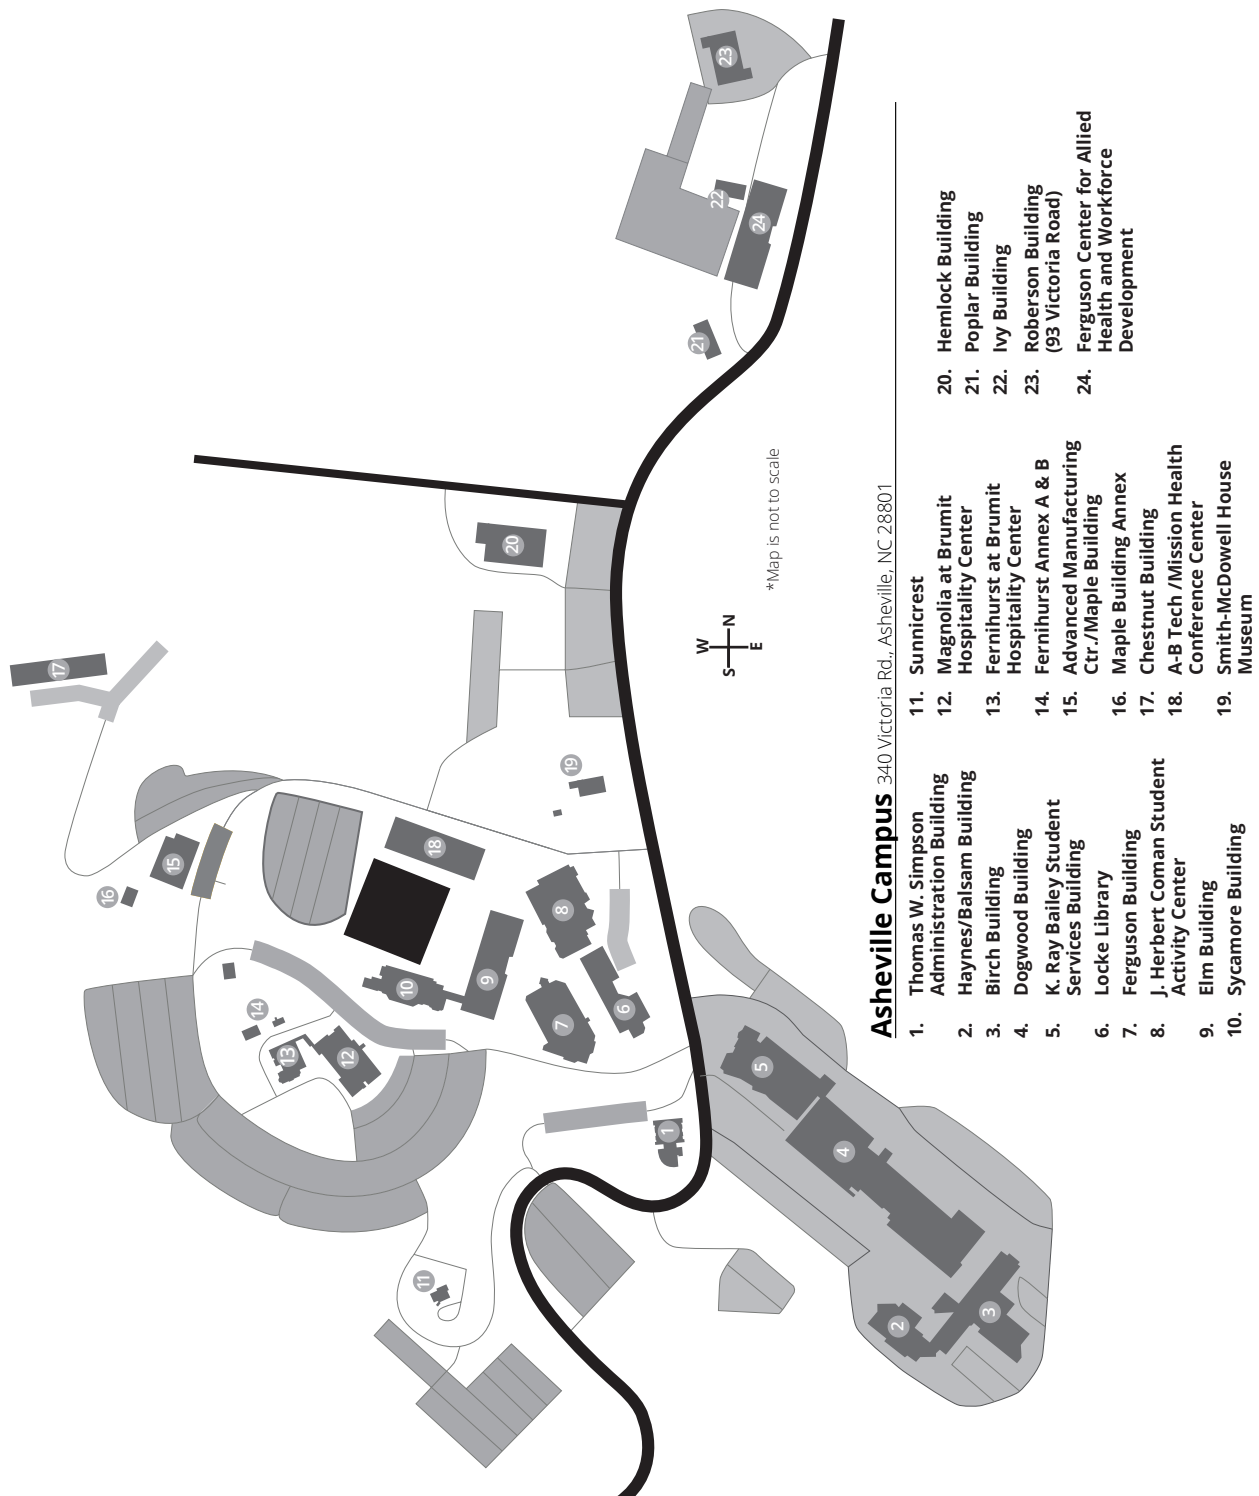 23
22
24
21
20
17
19
15
18
16
8
9
10
6
7
14
13
12
5
1
4
11
2
3
*Map is not to scale
W
S N
E
Asheville Campus 340 Victoria Rd., Asheville, NC 28801
1. Thomas W. Simpson
Administration Building
2. Haynes/Balsam Building
3. Birch Building
4. Dogwood Building
5. K. Ray Bailey Student
Services Building
6. Locke Library
7. Ferguson Building
8. J. Herbert Coman Student
Activity Center
9. Elm Building
10. Sycamore Building
11. Sunnicrest
12. Magnolia at Brumit
Hospitality Center
13. Fernihurst at Brumit
Hospitality Center
14. Fernihurst Annex A & B
15. Advanced Manufacturing
Ctr./Maple Building
16. Maple Building Annex
17. Chestnut Building
18. A-B Tech /Mission Health
Conference Center
19. Smith-McDowell House
Museum
20. Hemlock Building
21. Poplar Building
22. Ivy Building
23. Roberson Building
(93 Victoria Road)
24. Ferguson Center for Allied
Health and Workforce
Development